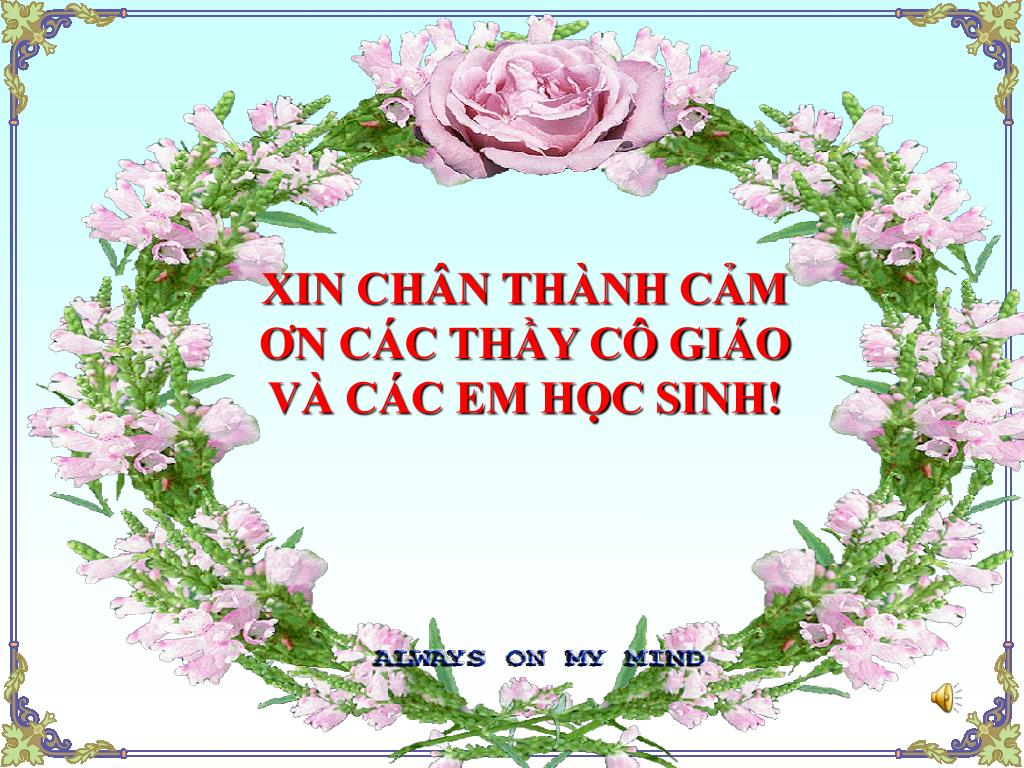 XIN CHÂN THÀNH CẢM
ƠN CÁC THẦY CÔ GIÁO
VÀ CÁC EM HỌC SINH!
ALWAYS ON MY MIND